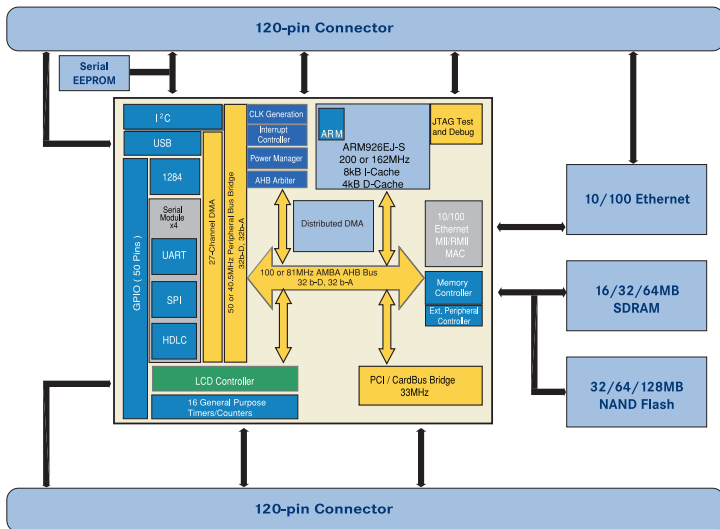 120-pin Connector
Serial
EEPROM
I²C
USB
1284
Serial
Module
x4
UART
SPI
HDLC
GPIO ( 50 Pins )
27-Channel DMA
50 or 40.5MHz Peripheral Bus Bridge
32b-D, 32b-A
CLK Generation
Interrupt
Controller
Power Manager
AHB Arbiter
ARM
ARM926EJ-S
200 or 162MHz
8kB I-Cache
4kB D-Cache
JTAG Test
and Debug
Distributed DMA
10/100
Ethernet
MII/RMII
MAC
100 or 81MHz AMBA AHB Bus
32 b-D, 32 b-A
Memory
Controller
Ext. Peripheral
Controller
LCD Controller
16 General Purpose
Timers/Counters
PCI / CardBus Bridge
33MHz
10/100 Ethernet
16/32/64MB
SDRAM
32/64/128MB
NAND Flash
120-pin Connector